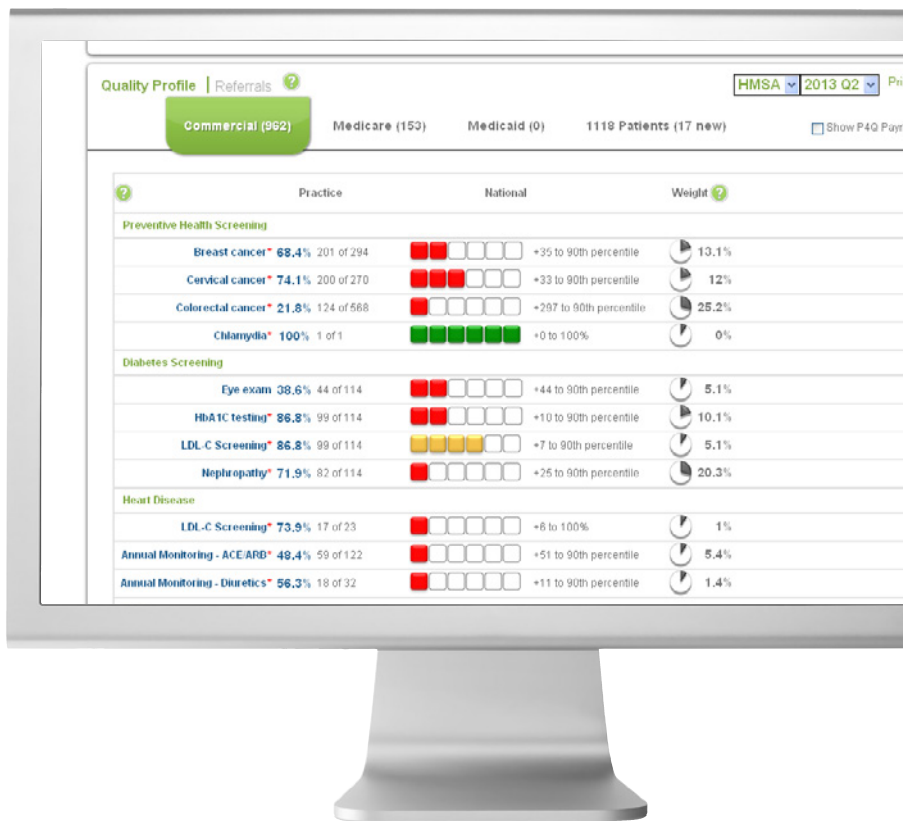 Quality Profile | Referrals ?
HMSA 2013 Q2 Pri
Commercial (962) Medicare (153) Medicaid (0) 1118 Patients (17 new) Show P4Q Paym
? Practice National Weight ?
Preventive Health Screening
Breast cancer* 68.4% 201 of 294 +35 to 90th percentile 13.1%
Cervical cancer* 74.1% 200 of 270 +33 to 90th percentile 12%
Colorectal cancer* 21.8% 124 of 568 +297 to 90th percentile 25.2%
Chlamydia* 100% 1 of 1 +0 to 100% 0%
Diabetes Screening
Eye exam 38.6% 44 of 114 +44 to 90th percentile 5.1%
HbA1C testing* 86.8% 99 of 114 +10 to 90th percentile 10.1%
LDL-C Screening* 86.8% 99 of 114 +7 to 90th percentile 5.1%
Nephropathy* 71.9% 82 of 114 +25 to 90th percentile 20.3%
Heart Disease
LDL-C Screening* 73.9% 17 of 23 +6 to 100% 1%
Annual Monitoring - ACE/ARB* 48.4% 59 of 122 +51 to 90th percentile 5.4%
Annual Monitoring - Diuretics* 56.3% 18 of 32 +11 to 90th percentile 1.4%